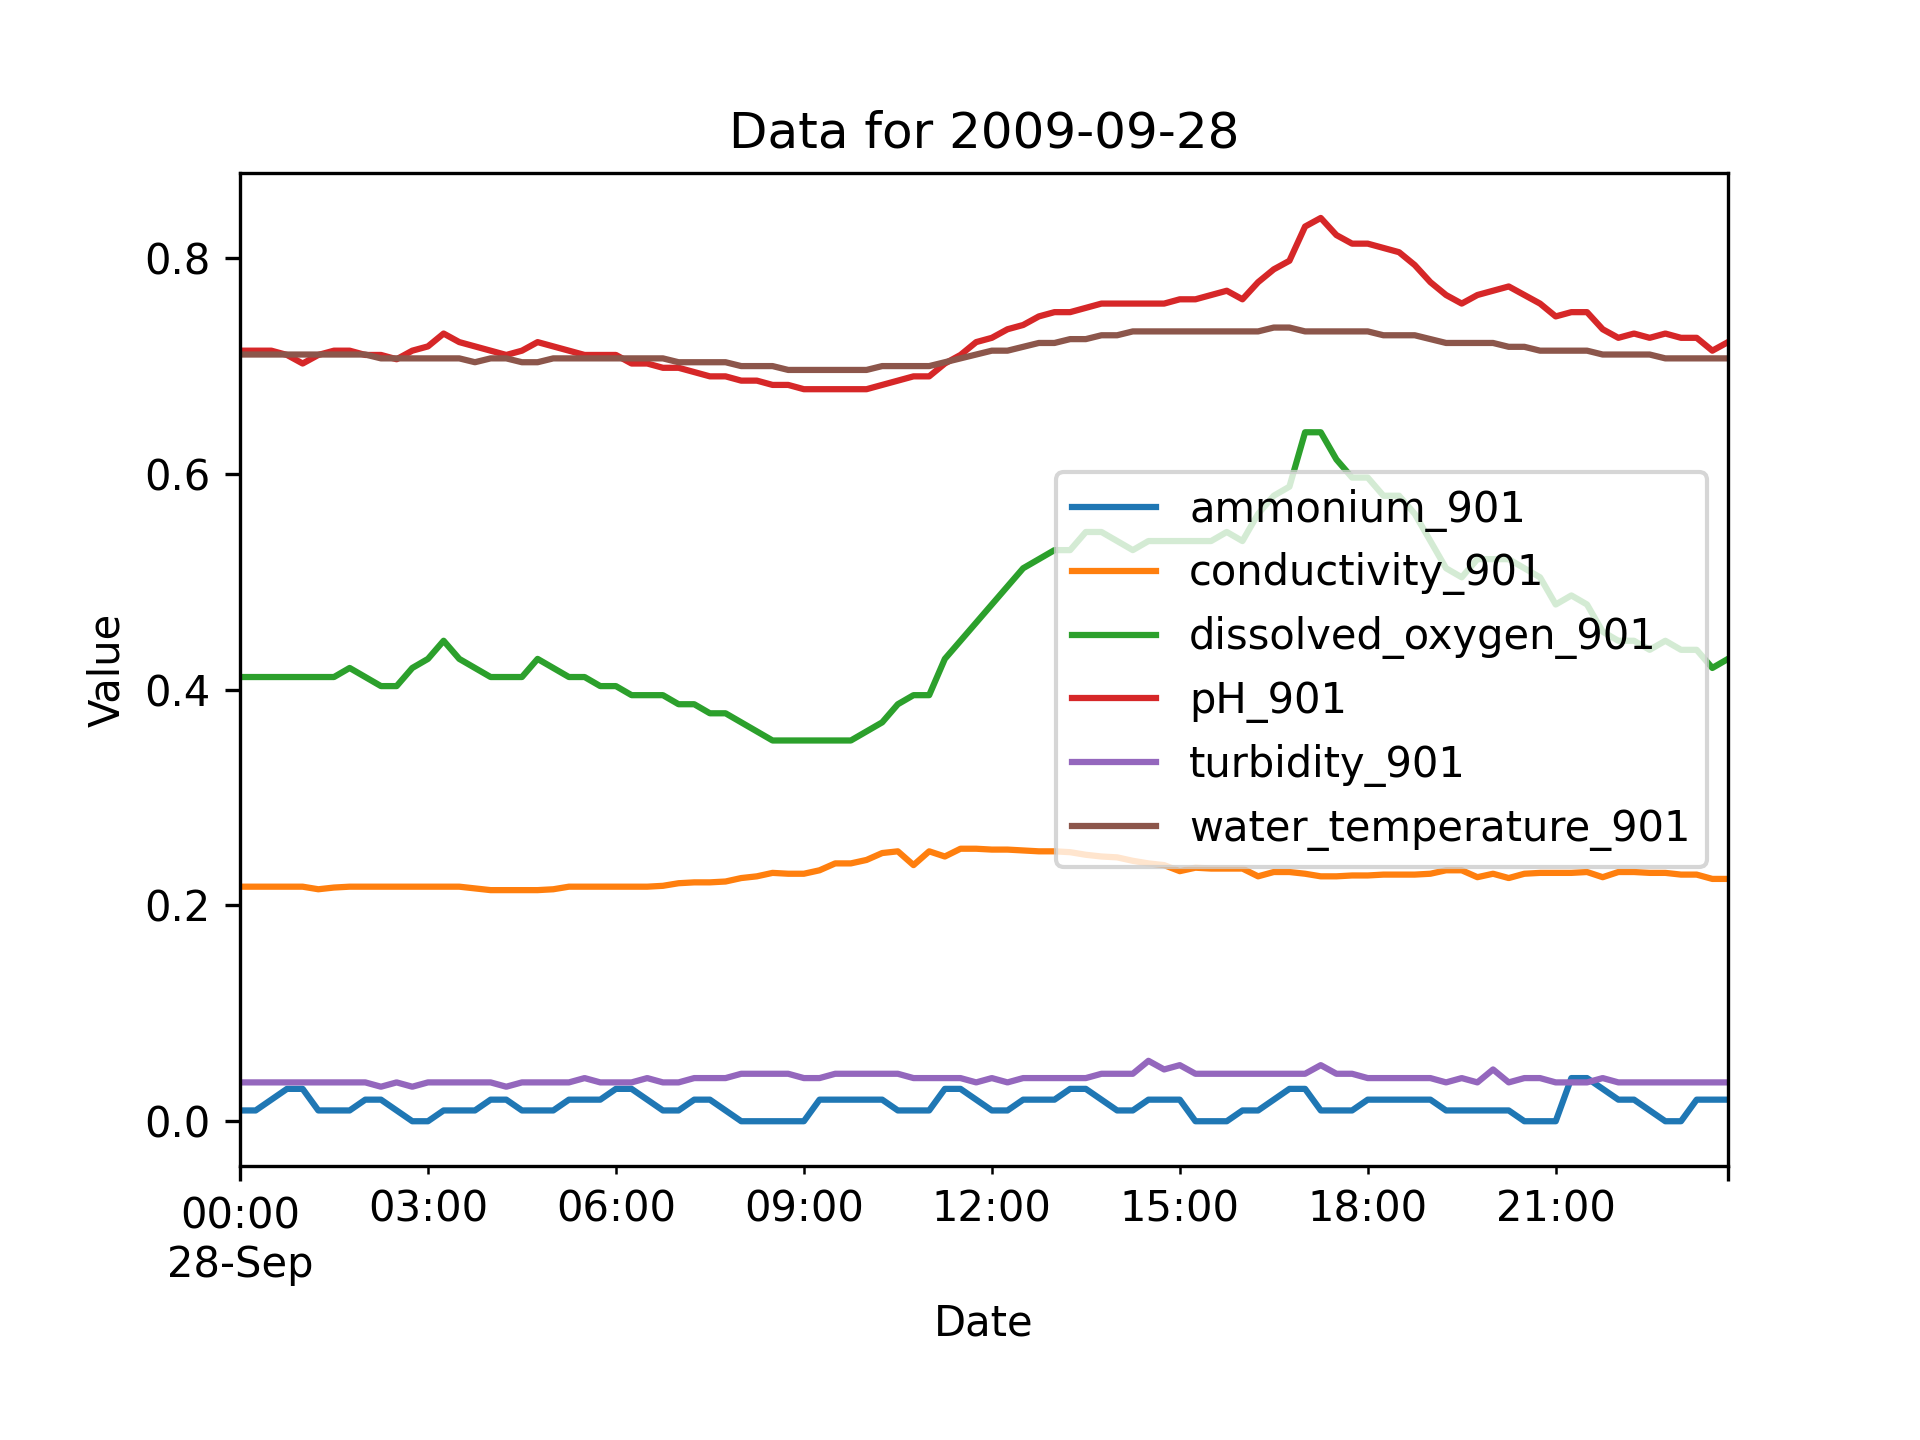 Data for 2009-09-28
Value
0.8
0.6
0.4
0.2
0.0
ammonium_901
conductivity_901
dissolved_oxygen_901
pH_901
turbidity_901
water_temperature_901
00:00 03:00 06:00 09:00 12:00 15:00 18:00 21:00
28-Sep
Date